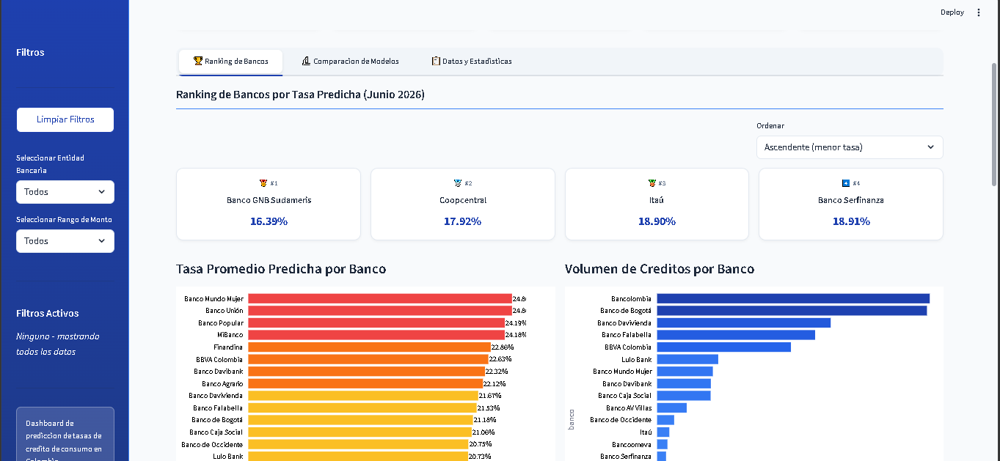 Deploy
Filtros
Limpiar Filtros
Seleccionar Entidad
Bancaria
Todos
Seleccionar Rango de Monto
Todos
Filtros Activos
Ninguno - mostrando
todos los datos
Dashboard de
prediccion de tasas de
credito de consumo en
Colombia
Ranking de Bancos
Comparacion de Modelos
Datos y Estadisticas
Ranking de Bancos por Tasa Predicha (Junio 2026)
Ordenar
Ascendente (menor tasa)
#1
Banco GNB Sudameris
16.39%
#2
Coopcentral
17.92%
#3
Itaú
18.90%
4 #4
Banco Serfinanza
18.91%
Tasa Promedio Predicha por Banco
Banco Mundo Mujer 24.8
Banco Unión 24.8
Banco Popular 24.19%
MiBanco 24.18%
Finandina 22.86%
BBVA Colombia 22.63%
Banco Davibank 22.32%
Banco Agrario 22.12%
Banco Davivienda 21.67%
Banco Falabella 21.53%
Banco de Bogotá 21.18%
Banco Caja Social 21.06%
Banco de Occidente 20.75%
Lulo Bank 20.73%
Volumen de Creditos por Banco
banco
Bancolombia
Banco de Bogotá
Banco Davivienda
Banco Falabella
BBVA Colombia
Lulo Bank
Banco Mundo Mujer
Banco Davibank
Banco Caja Social
Banco AV Villas
Banco de Occidente
Itaú
Bancoomeva
Banco Serfinanza